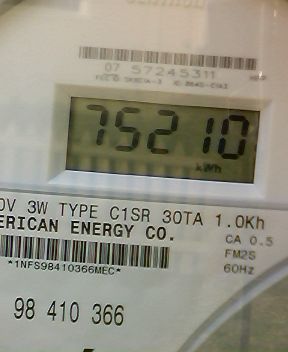 07 57245311
75210
kWh
0V 3W TYPE C1SR 30TA 1.0Kh
ERICAN ENERGY CO.
CA 0.5
FM2S
*1NFS98410366MEC*
60Hz
98 410 366